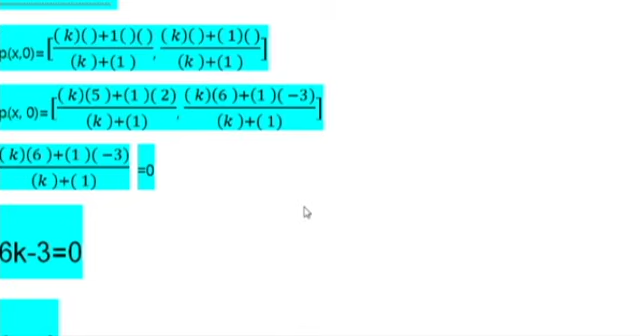 p(x,0)=[(k)()+1()()/(k)+(1), (k)()+(1)()/(k)+(1)]
p(x, 0)=[(k)(5)+(1)(2)/(k)+(1), (k)(6)+(1)(−3)/(k)+(1)]
(k)(6)+(1)(−3)/(k)+(1) =0
6k-3=0